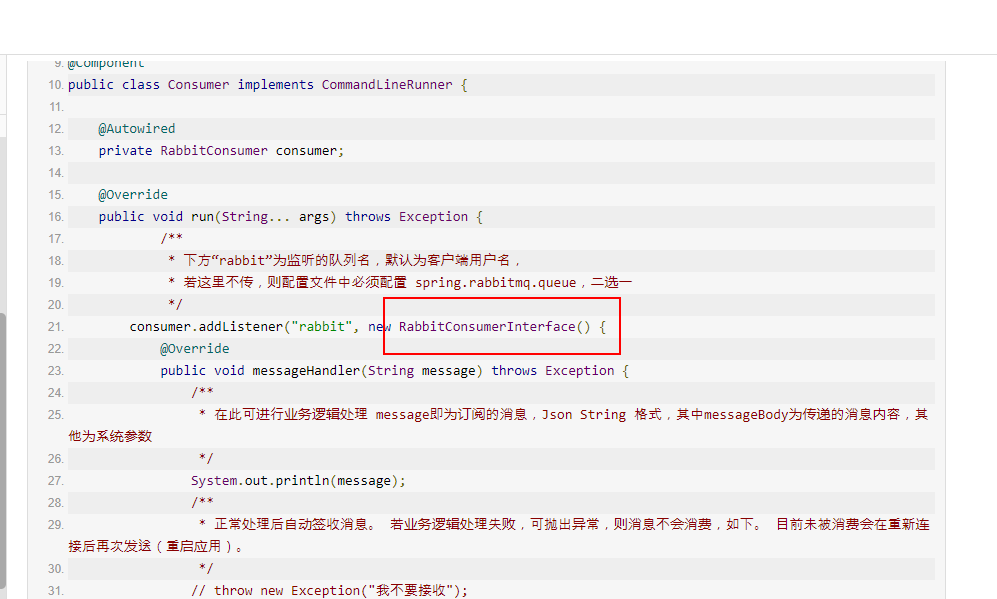 9. @Component
10. public class Consumer implements CommandLineRunner {
11.
12. @Autowired
13. private RabbitConsumer consumer;
14.
15. @Override
16. public void run(String... args) throws Exception {
17. /**
18. * 下方“rabbit”为监听的队列名，默认为客户端用户名，
19. * 若这里不传，则配置文件中必须配置 spring.rabbitmq.queue，二选一
20. */
21. consumer.addListener("rabbit", new RabbitConsumerInterface() {
22. @Override
23. public void messageHandler(String message) throws Exception {
24. /**
25. * 在此可进行业务逻辑处理 message即为订阅的消息，Json String 格式，其中messageBody为传递的消息内容，其
他为系统参数
26. */
27. System.out.println(message);
28. /**
29. * 正常处理后自动签收消息。 若业务逻辑处理失败，可抛出异常，则消息不会消费，如下。 目前未被消费会在重新连
接后再次发送（重启应用）。
30. */
31. // throw new Exception("我不要接收");